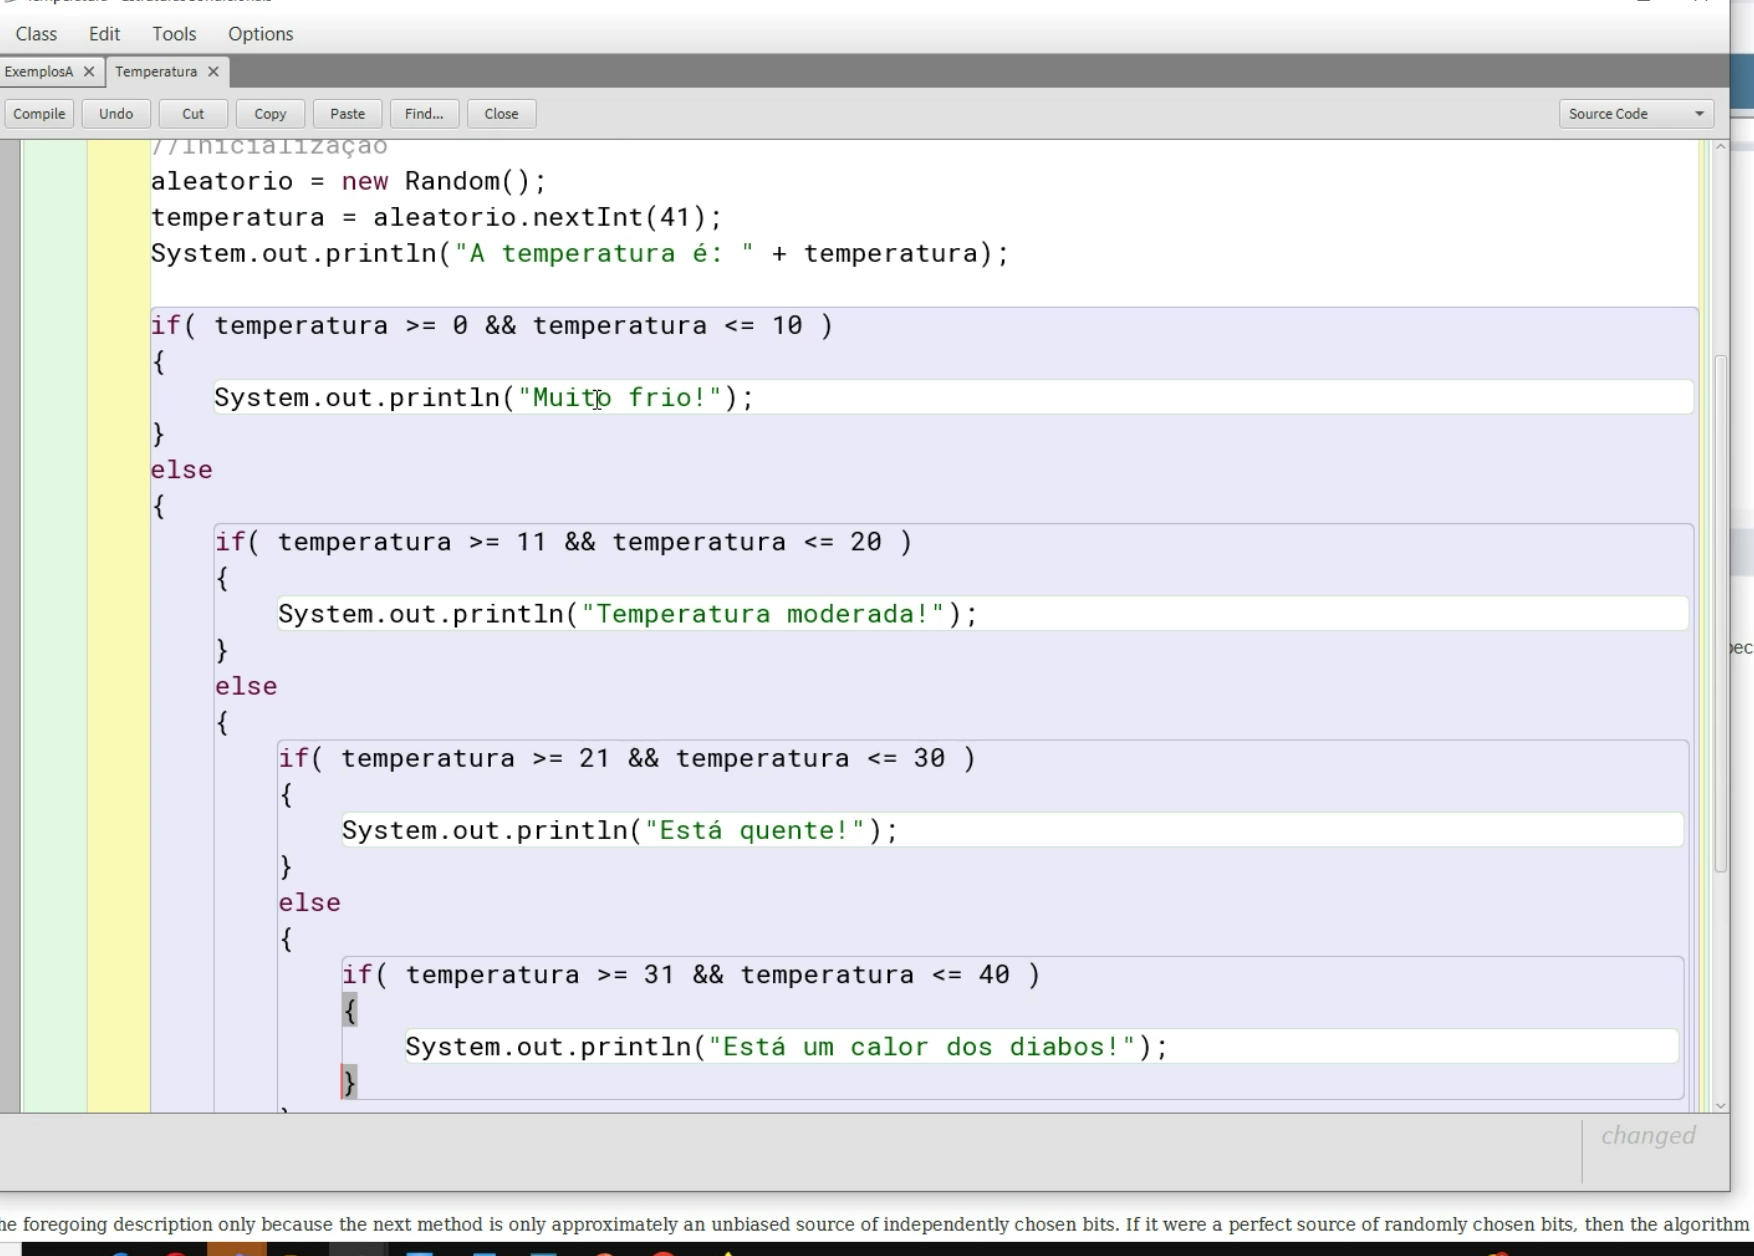 Class Edit Tools Options
ExemplosA Temperatura
Compile Undo Cut Copy Paste Find... Close Source Code
//Inicialização
aleatorio = new Random();
temperatura = aleatorio.nextInt(41);
System.out.println("A temperatura é: " + temperatura);
if( temperatura >= 0 && temperatura <= 10 )
{
System.out.println("Muito frio!");
}
else
{
if( temperatura >= 11 && temperatura <= 20 )
{
System.out.println("Temperatura moderada!");
}
else
{
if( temperatura >= 21 && temperatura <= 30 )
{
System.out.println("Está quente!");
}
else
{
if( temperatura >= 31 && temperatura <= 40 )
{
System.out.println("Está um calor dos diabos!");
}
changed
he foregoing description only because the next method is only approximately an unbiased source of independently chosen bits. If it were a perfect source of randomly chosen bits, then the algorithm